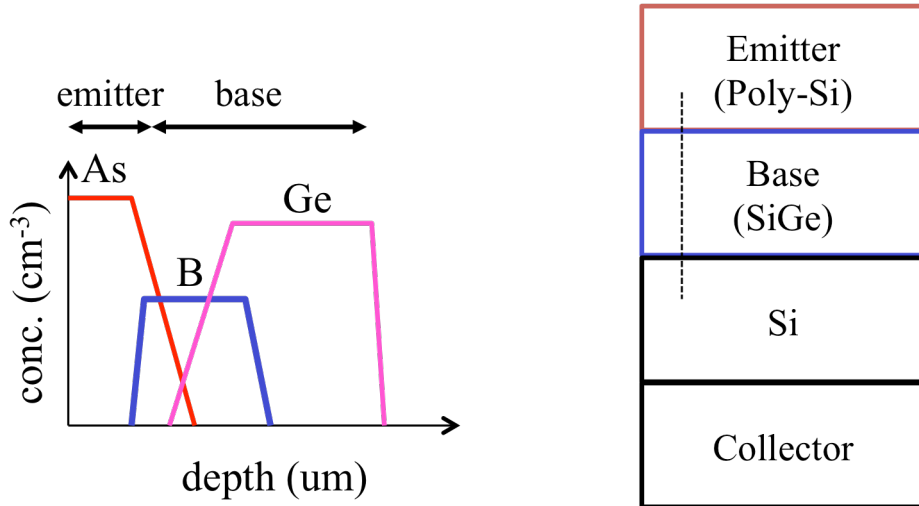 emitter
base
As
Ge
B
conc. (cm-3)
depth (um)
Emitter
(Poly-Si)
Base
(SiGe)
Si
Collector